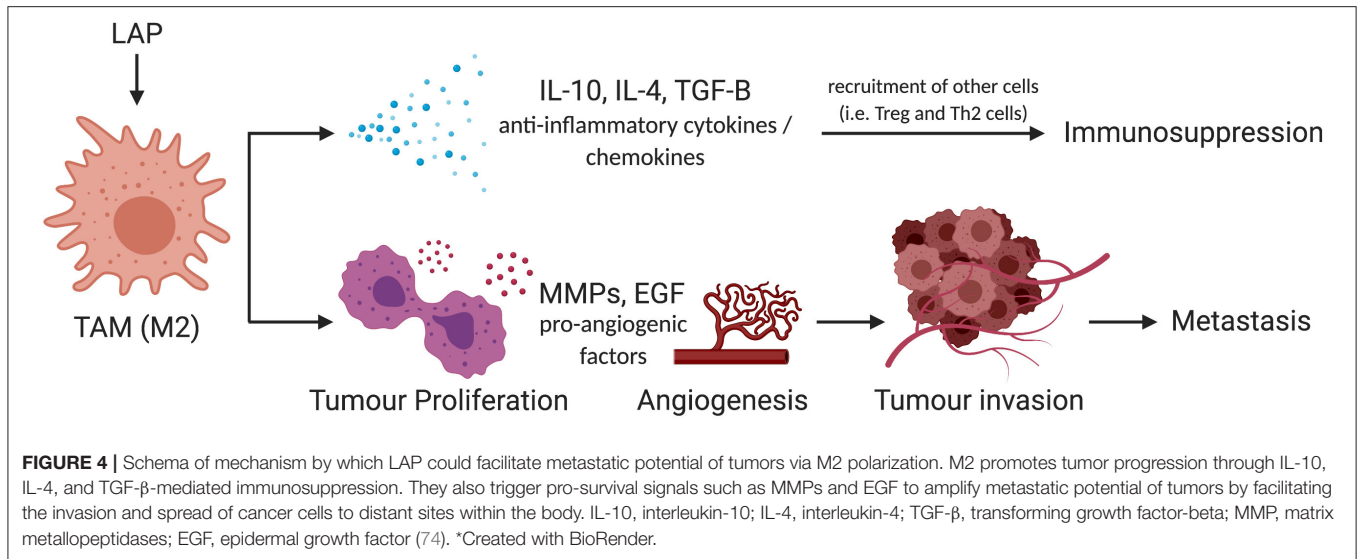 LAP
TAM (M2)
IL-10, IL-4, TGF-B
anti-inflammatory cytokines /
chemokines
recruitment of other cells
(i.e. Treg and Th2 cells)
Immunosuppression
MMPs, EGF
pro-angiogenic
factors
Tumour Proliferation
Angiogenesis
Tumour invasion
Metastasis
FIGURE 4 | Schema of mechanism by which LAP could facilitate metastatic potential of tumors via M2 polarization. M2 promotes tumor progression through IL-10,
IL-4, and TGF-β-mediated immunosuppression. They also trigger pro-survival signals such as MMPs and EGF to amplify metastatic potential of tumors by facilitating
the invasion and spread of cancer cells to distant sites within the body. IL-10, interleukin-10; IL-4, interleukin-4; TGF-β, transforming growth factor-beta; MMP, matrix
metallopeptidases; EGF, epidermal growth factor (74). *Created with BioRender.